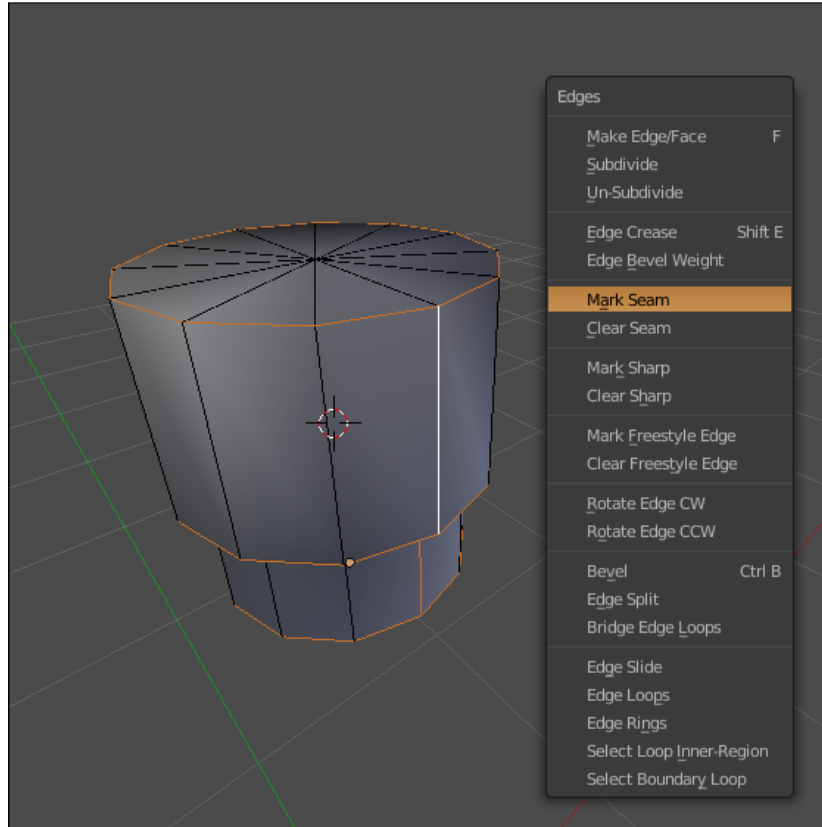 Edges
Make Edge/Face F
Subdivide
Un-Subdivide
Edge Crease Shift E
Edge Bevel Weight
Mark Seam
Clear Seam
Mark Sharp
Clear Sharp
Mark Freestyle Edge
Clear Freestyle Edge
Rotate Edge CW
Rotate Edge CCW
Bevel Ctrl B
Edge Split
Bridge Edge Loops
Edge Slide
Edge Loops
Edge Rings
Select Loop Inner-Region
Select Boundary Loop